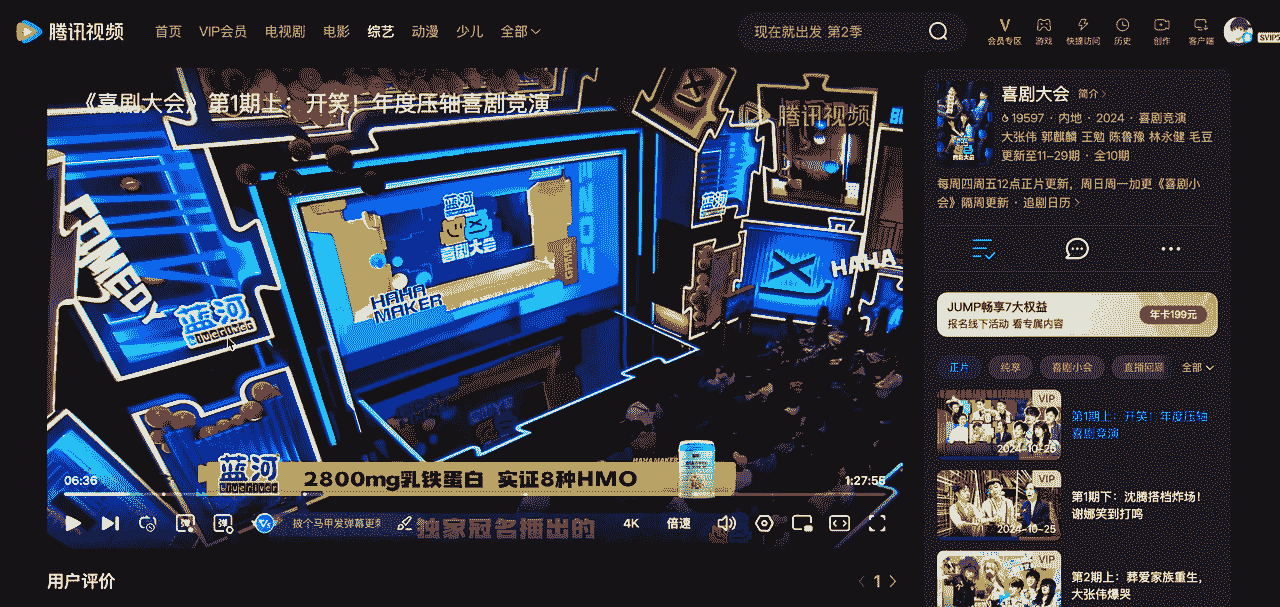 腾讯视频
首页 VIP会员 电视剧 电影 综艺 动漫 少儿 全部
现在就出发 第2季
会员专区 游戏 快捷访问 历史 创作 客户端
SVIP5
《喜剧大会》第1期上：开笑！年度压轴喜剧竞演
腾讯视频
COMEDY
蓝河
bluerıver
蓝河
喜剧大会
HAHA
MAKER
2023
GAME
蓝河
HAHA
蓝河
bluerıver
2800mg乳铁蛋白 实证8种HMO
HAHAMAKER
独家冠名播出的
06:36
1:27:55
弹 弹
披个马甲发弹幕更
4K 倍速
用户评价
1
喜剧大会 简介
19597 · 内地 · 2024 · 喜剧竞演
大张伟 郭麒麟 王勉 陈鲁豫 林永健 毛豆
更新至11-29期 · 全10期
每周四周五12点正片更新，周日周一加更《喜剧小
会》隔周更新 · 追剧日历
JUMP畅享7大权益
报名线下活动 看专属内容
年卡199元
正片 纯享 喜剧小会 直播回顾 全部
VIP
2024-10-25
第1期上：开笑！年度压轴
喜剧竞演
VIP
2024-10-25
第1期下：沈腾搭档炸场！
谢娜笑到打鸣
VIP
第2期上：葬爱家族重生，
大张伟爆哭